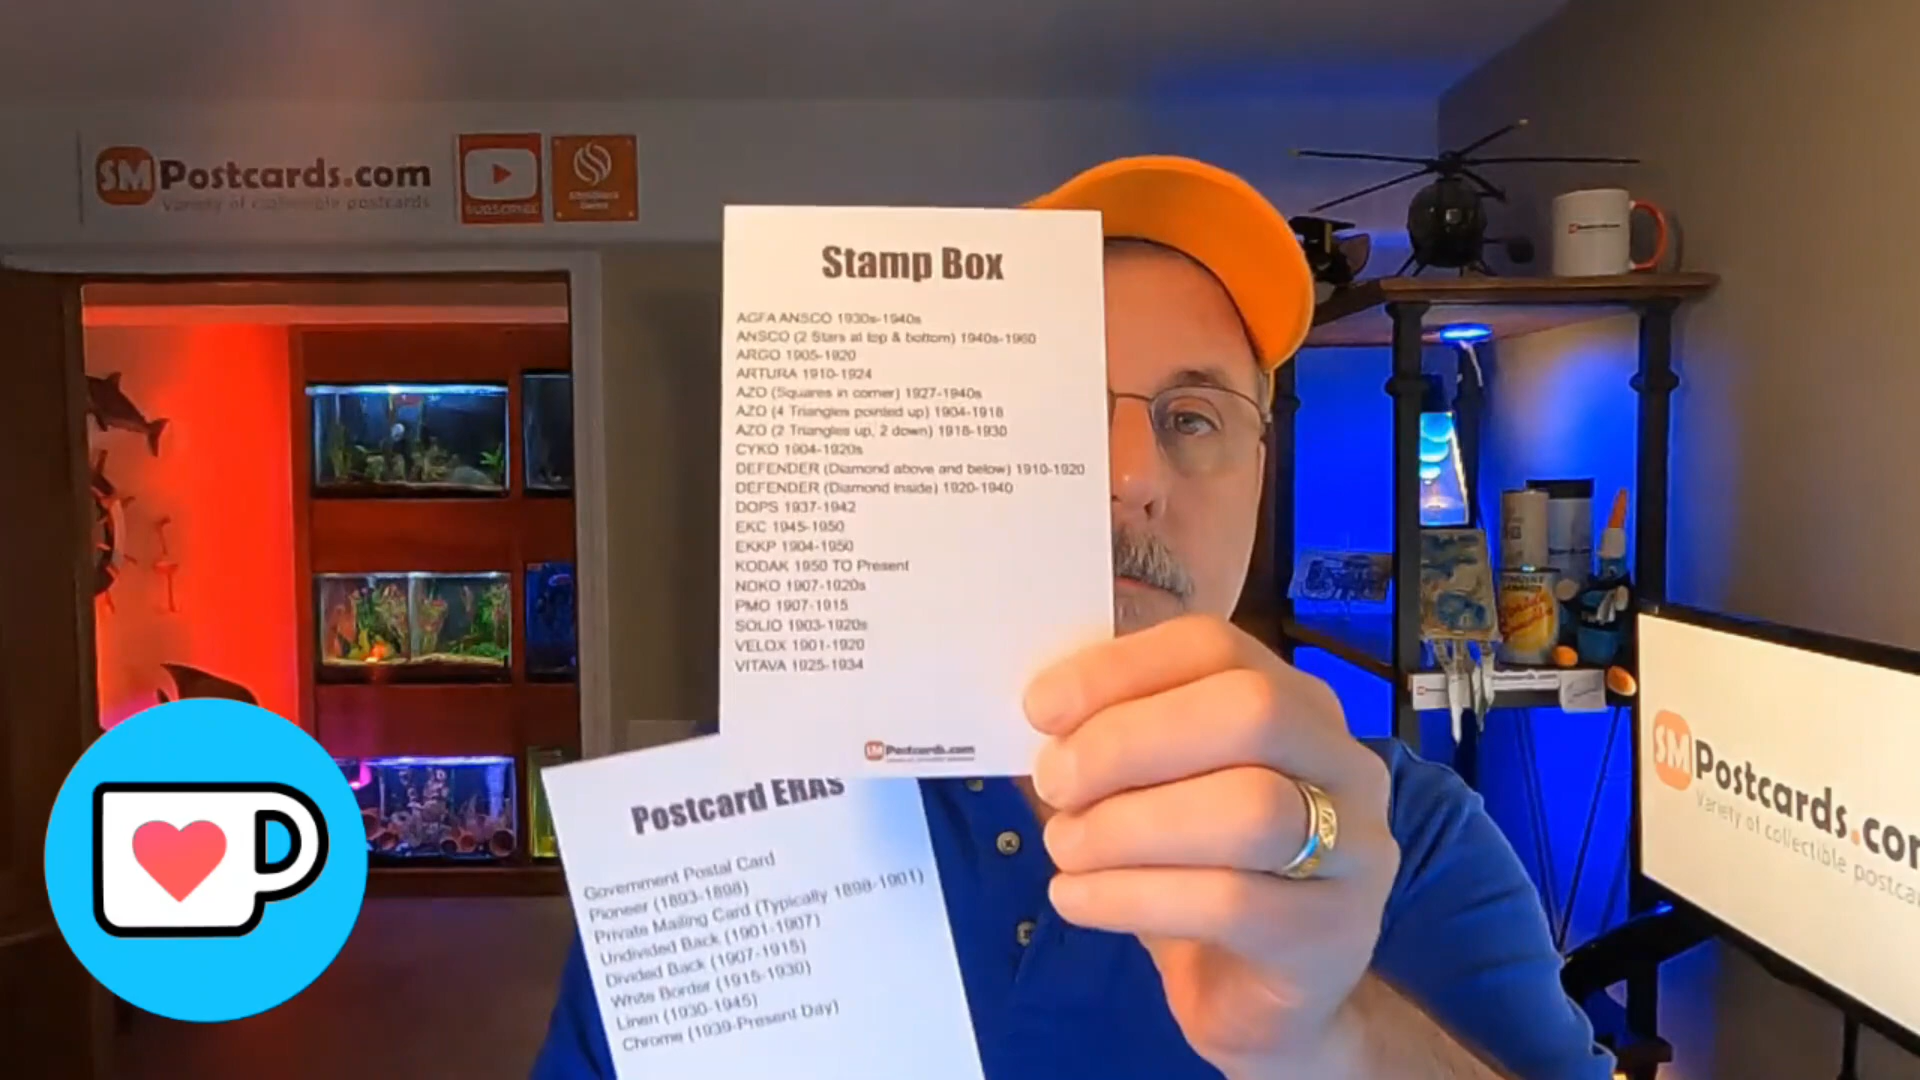 SMPostcards.com
Variety of collectible postcards
SUBSCRIBE
Stamp Box
AGFA ANSCO 1930s-1940s
ANSCO (2 Stars at top & bottom) 1940s-1960
ARGO 1905-1920
ARTURA 1910-1924
AZO (Squares in corner) 1927-1940s
AZO (4 Triangles pointed up) 1904-1918
AZO (2 Triangles up, 2 down) 1918-1930
CYKO 1904-1920s
DEFENDER (Diamond above and below) 1910-1920
DEFENDER (Diamond inside) 1920-1940
DOPS 1937-1942
EKC 1945-1950
EKKP 1904-1950
KODAK 1950 TO Present
NOKO 1907-1920s
PMO 1907-1915
SOLIO 1903-1920s
VELOX 1901-1920
VITAVA 1925-1934
SMPostcards.com
Postcard ERAS
Government Postal Card
Pioneer (1893-1898)
Private Mailing Card (Typically 1898-1901)
Undivided Back (1901-1907)
Divided Back (1907-1915)
White Border (1915-1930)
Linen (1930-1945)
Chrome (1939-Present Day)
SMPostcards.co
Variety of collectible postca